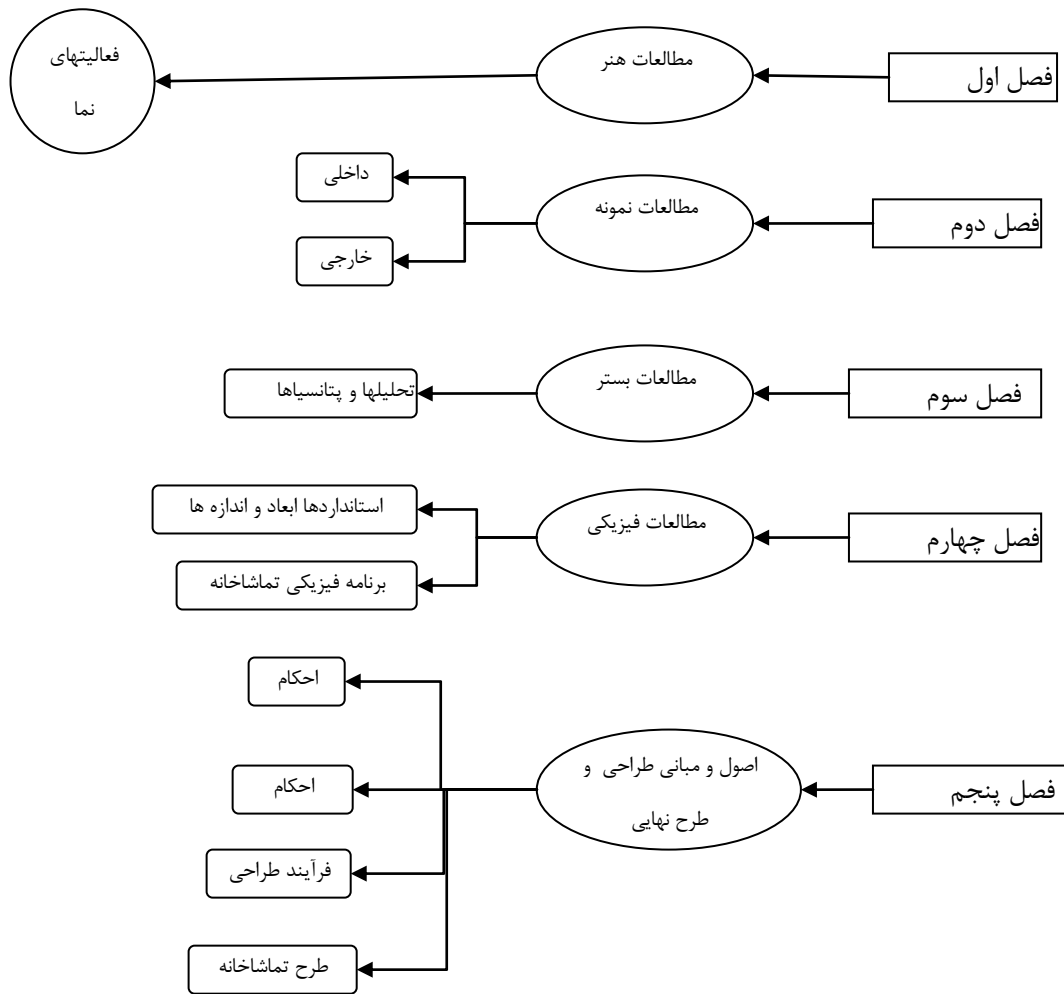 فصل اول
مطالعات هنر
فعالیتهای
نما
فصل دوم
مطالعات نمونه
داخلی
خارجی
فصل سوم
مطالعات بستر
تحلیلها و پتانسیاها
فصل چهارم
مطالعات فیزیکی
استانداردها ابعاد و اندازه ها
برنامه فیزیکی تماشاخانه
فصل پنجم
اصول و مبانی طراحی و
طرح نهایی
احکام
احکام
فرآیند طراحی
طرح تماشاخانه